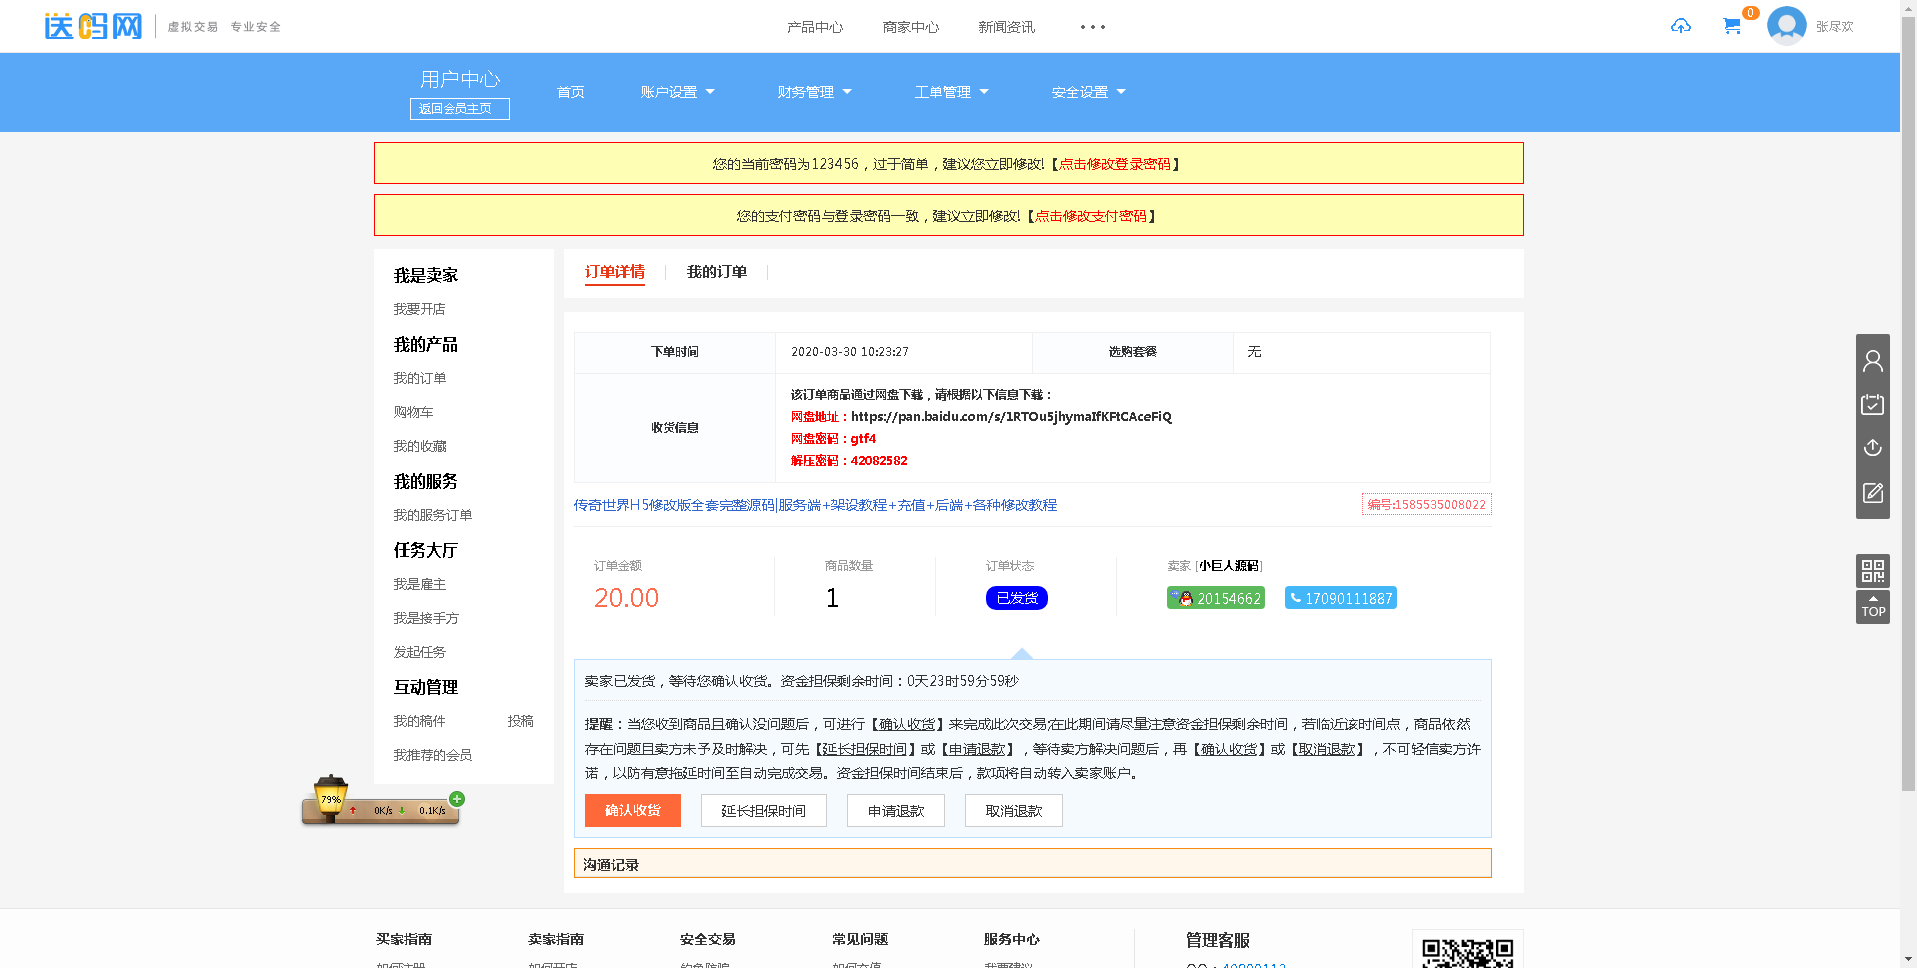 送码网 虚拟交易 专业安全
产品中心 商家中心 新闻资讯 •••
0 张尽欢
用户中心
返回会员主页
首页 账户设置 财务管理 工单管理 安全设置
您的当前密码为123456，过于简单，建议您立即修改!【点击修改登录密码】
您的支付密码与登录密码一致，建议立即修改!【点击修改支付密码】
我是卖家
我要开店
我的产品
我的订单
购物车
我的收藏
我的服务
我的服务订单
任务大厅
我是雇主
我是接手方
发起任务
互动管理
我的稿件 投稿
我推荐的会员
订单详情 我的订单
下单时间 2020-03-30 10:23:27 选购套餐 无
收货信息
该订单商品通过网盘下载，请根据以下信息下载：
网盘地址：https://pan.baidu.com/s/1RTOu5jhymaIfKFtCAceFiQ
网盘密码：gtf4
解压密码：42082582
传奇世界H5修改版全套完整源码|服务端+架设教程+充值+后端+各种修改教程
编号:1585535008022
订单金额 商品数量 订单状态 卖家 [小巨人源码]
20.00 1 已发货 20154662 17090111887
卖家已发货，等待您确认收货。资金担保剩余时间：0天23时59分59秒
提醒：当您收到商品且确认没问题后，可进行【确认收货】来完成此次交易;在此期间请尽量注意资金担保剩余时间，若临近该时间点，商品依然
存在问题且卖方未予及时解决，可先【延长担保时间】或【申请退款】，等待卖方解决问题后，再【确认收货】或【取消退款】，不可轻信卖方许
诺，以防有意拖延时间至自动完成交易。资金担保时间结束后，款项将自动转入卖家账户。
确认收货 延长担保时间 申请退款 取消退款
沟通记录
79% 0K/s 0.1K/s
TOP
买家指南 卖家指南 安全交易 常见问题 服务中心 管理客服
如何注册 如何开店 钓鱼防骗 如何充值 我要建议